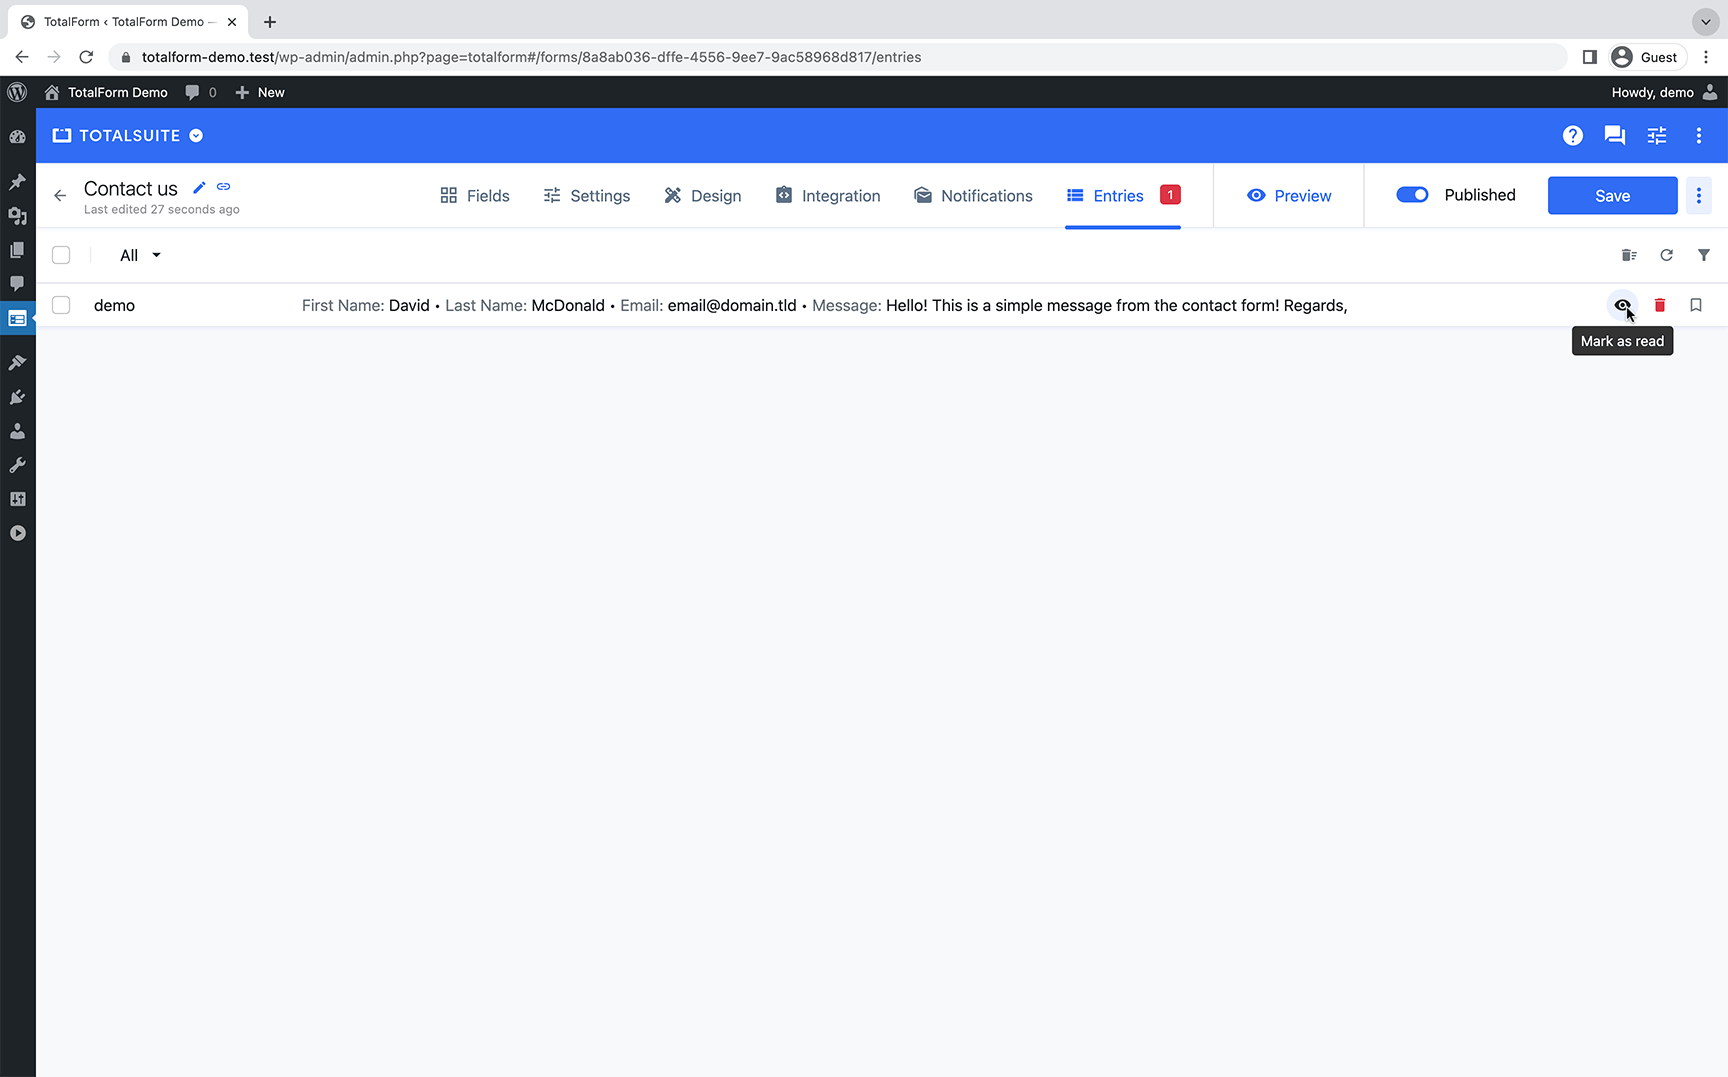 TotalForm ‹ TotalForm Demo —
totalform-demo.test/wp-admin/admin.php?page=totalform#/forms/8a8ab036-dffe-4556-9ee7-9ac58968d817/entries
Guest
TotalForm Demo 0 New
Howdy, demo
TOTALSUITE
Contact us
Last edited 27 seconds ago
Fields Settings Design Integration Notifications Entries 1 Preview Published Save
All
demo First Name: David • Last Name: McDonald • Email: email@domain.tld • Message: Hello! This is a simple message from the contact form! Regards,
Mark as read